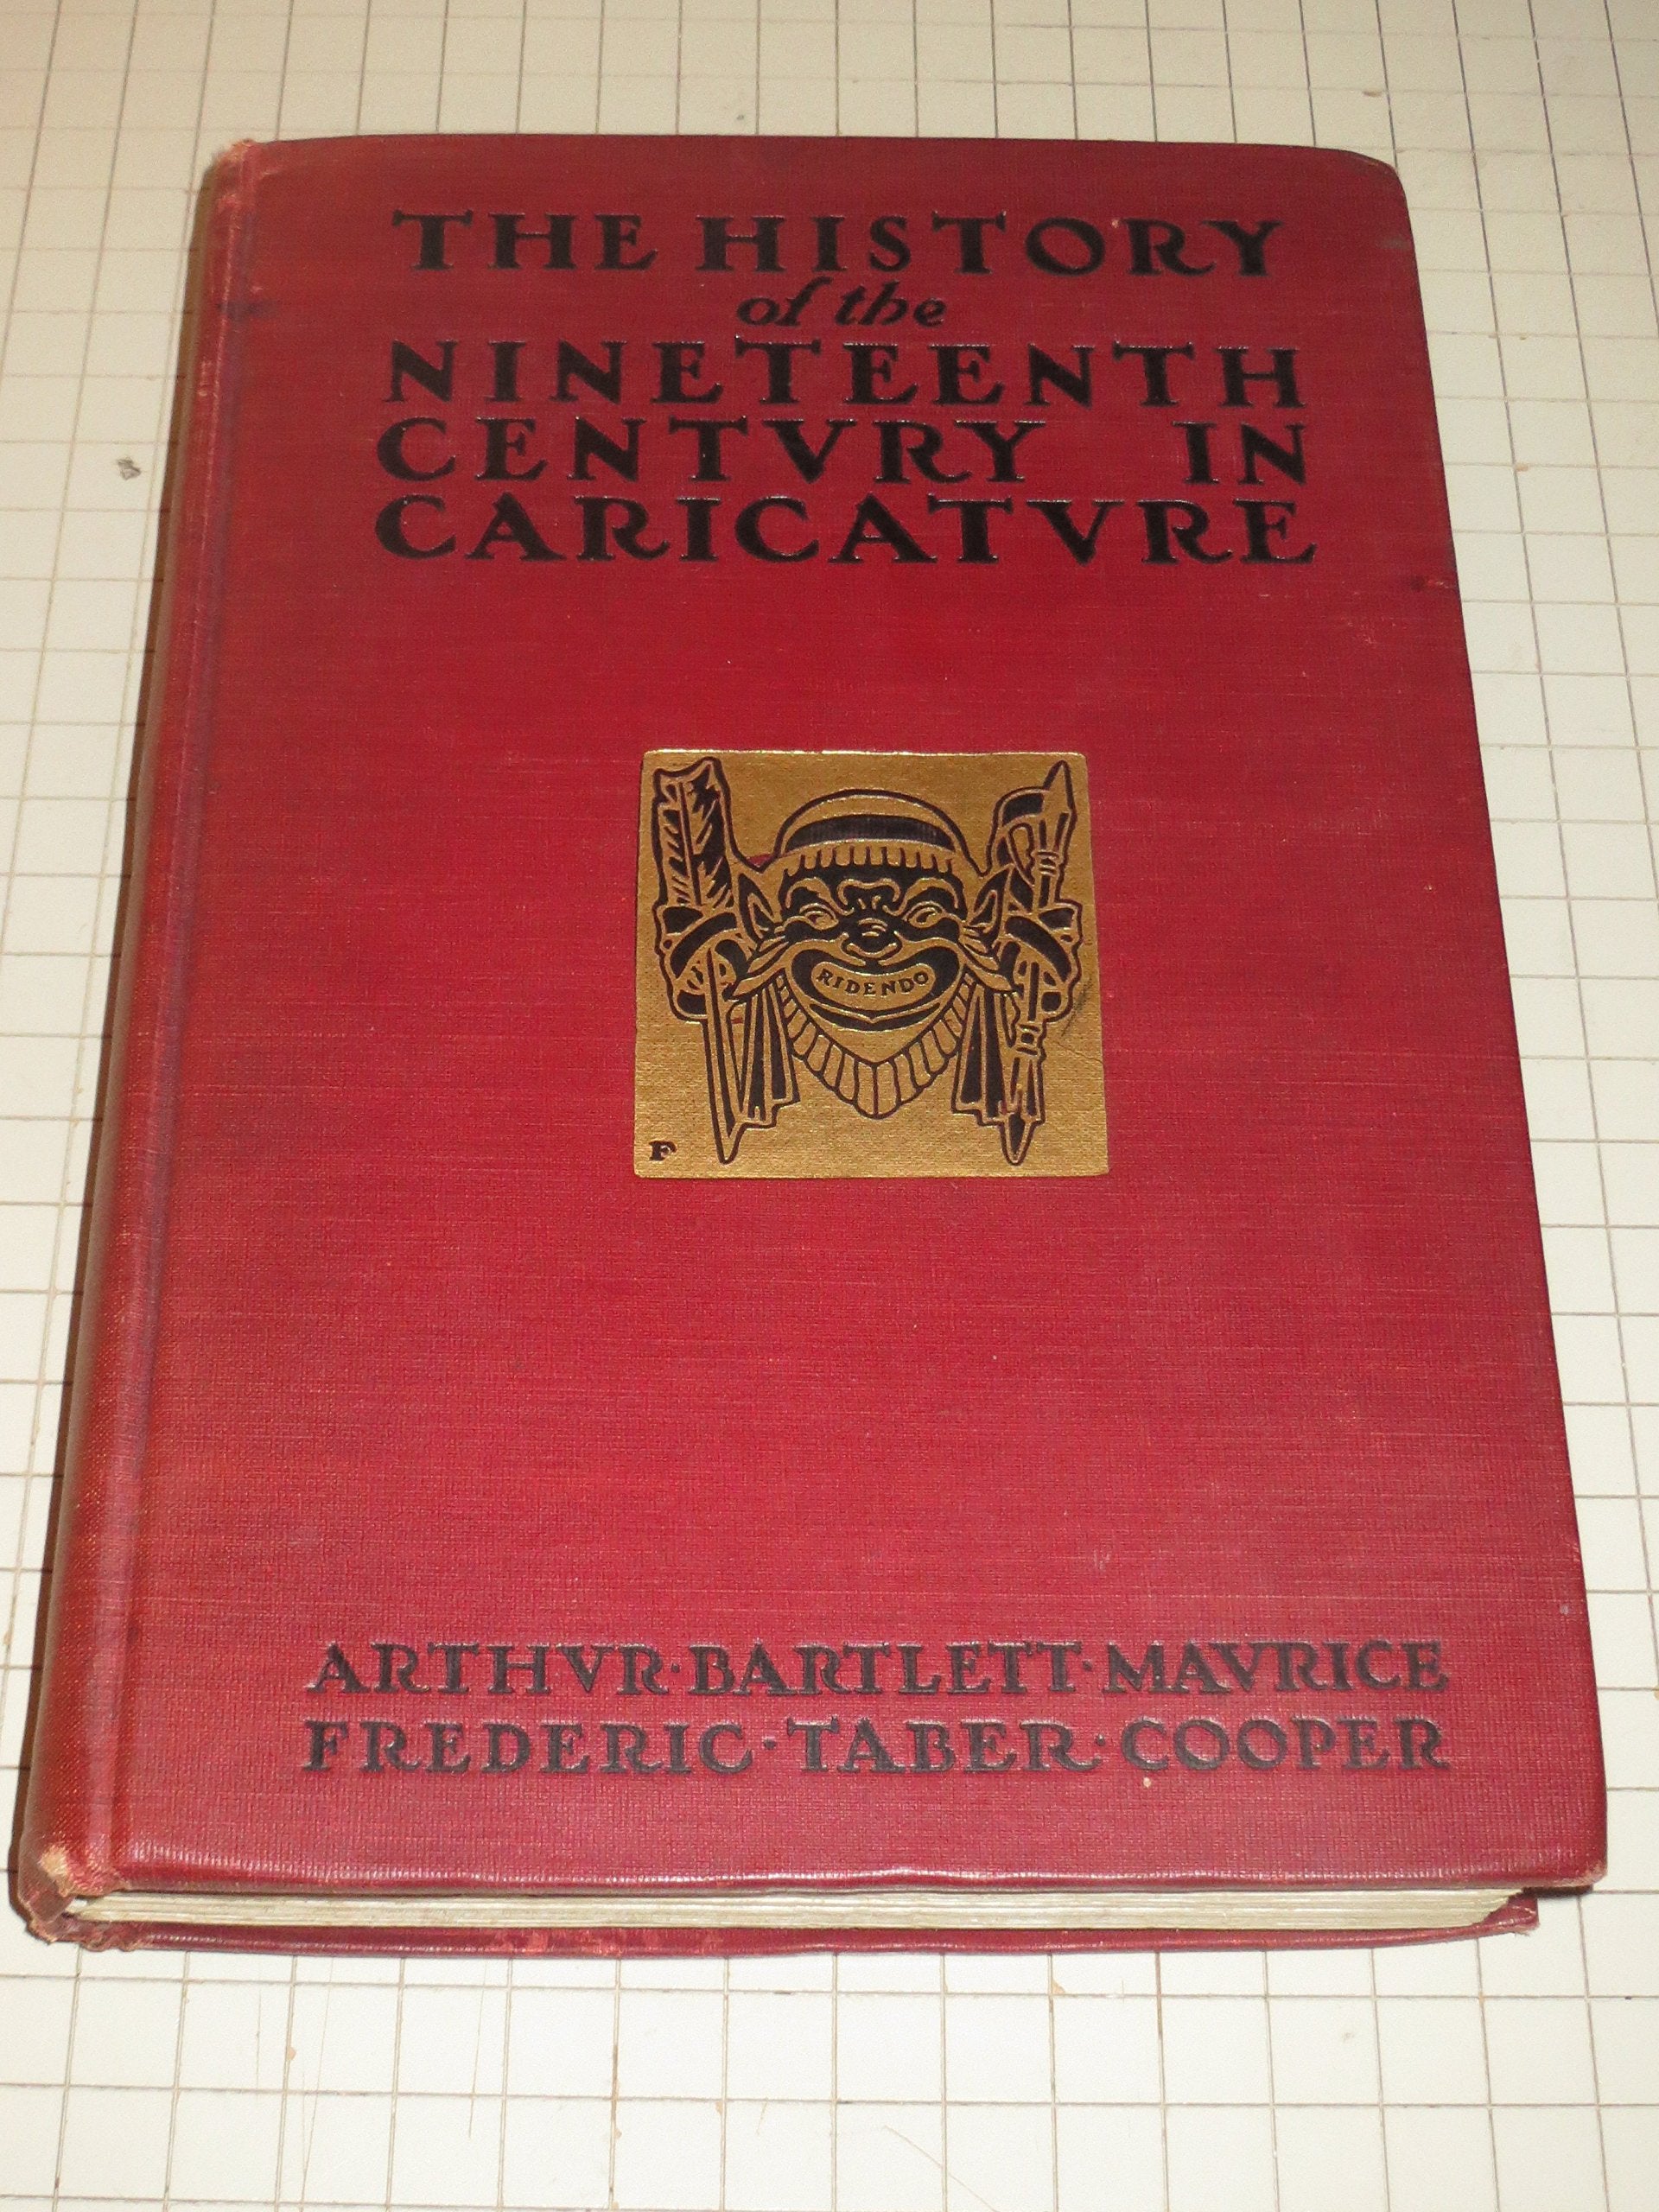 THE HISTORY
of the
NINETEENTH
CENTVRY IN
CARICATVRE
RIDENDO
F
ARTHVR·BARTLETT·MAVRICE
FREDERIC·TABER·COOPER